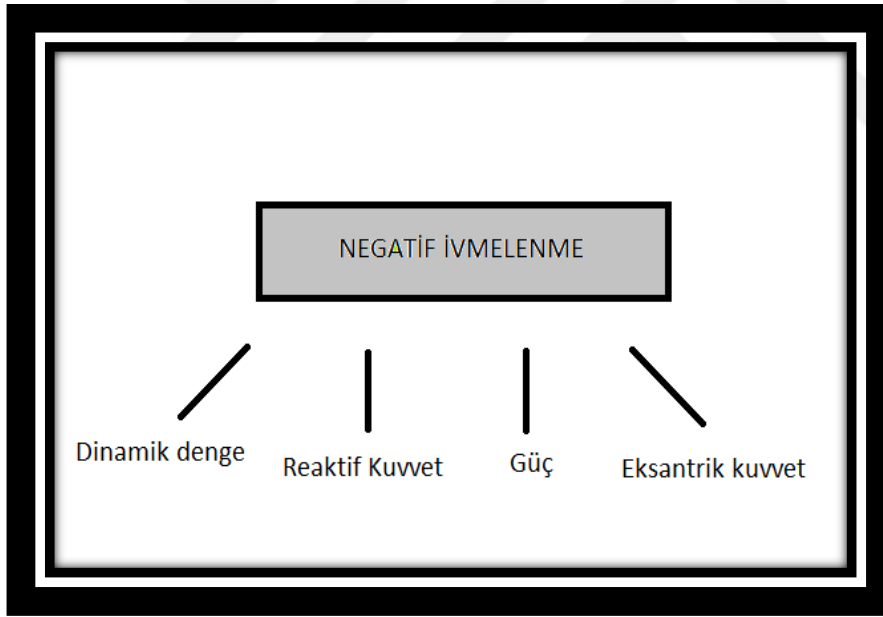 NEGATİF İVMELENME
Dinamik denge
Reaktif Kuvvet
Güç
Eksantrik kuvvet